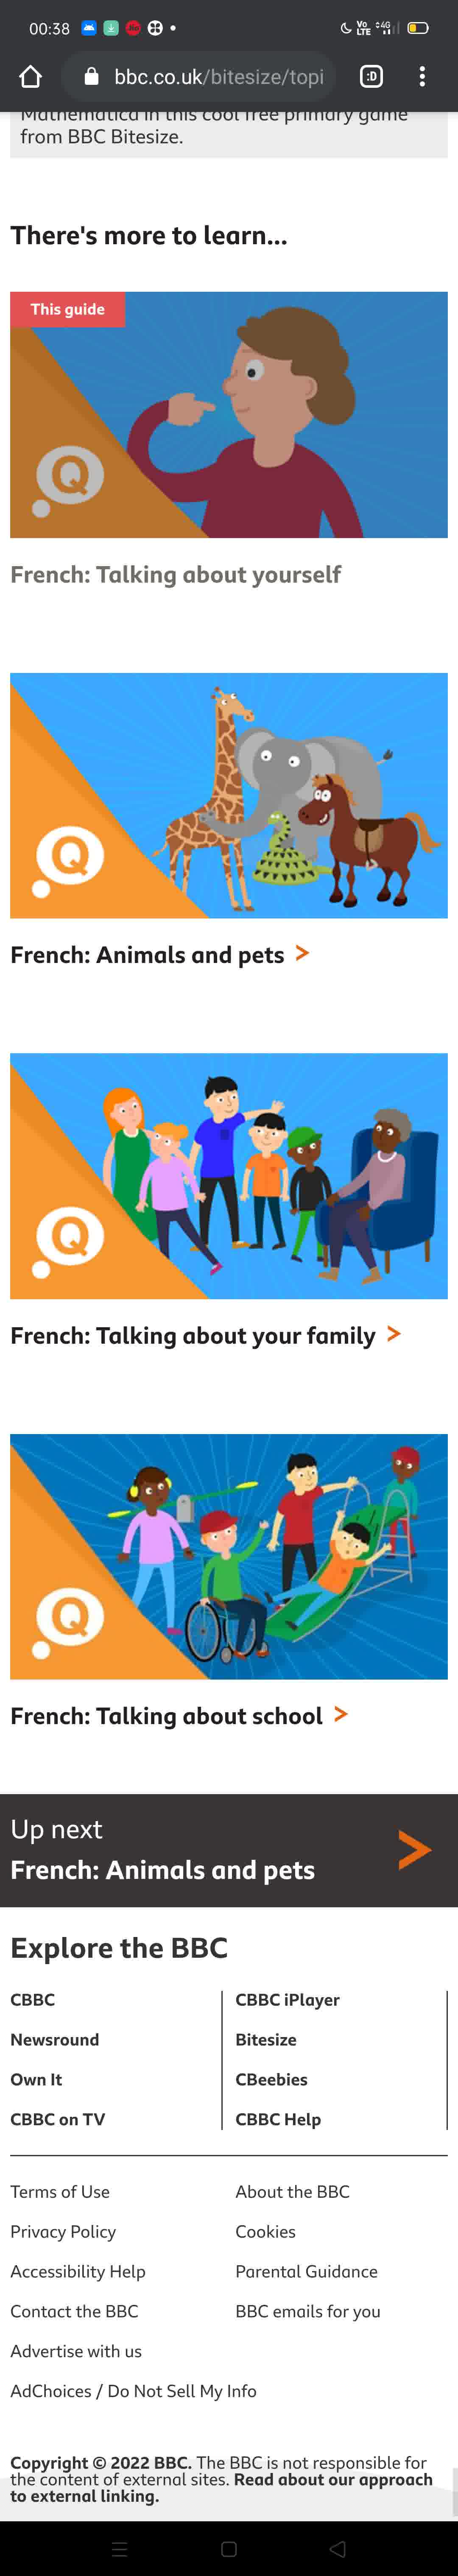 00:38
Jio
Vo
LTE
4G
bbc.co.uk/bitesize/topi
:D
Mathematica in this cool free primary game
from BBC Bitesize.
There's more to learn...
This guide
Q
French: Talking about yourself
Q
French: Animals and pets >
Q
French: Talking about your family >
Q
French: Talking about school >
Up next
French: Animals and pets
Explore the BBC
CBBC
CBBC iPlayer
Newsround
Bitesize
Own It
CBeebies
CBBC on TV
CBBC Help
Terms of Use
About the BBC
Privacy Policy
Cookies
Accessibility Help
Parental Guidance
Contact the BBC
BBC emails for you
Advertise with us
AdChoices / Do Not Sell My Info
Copyright © 2022 BBC. The BBC is not responsible for
the content of external sites. Read about our approach
to external linking.